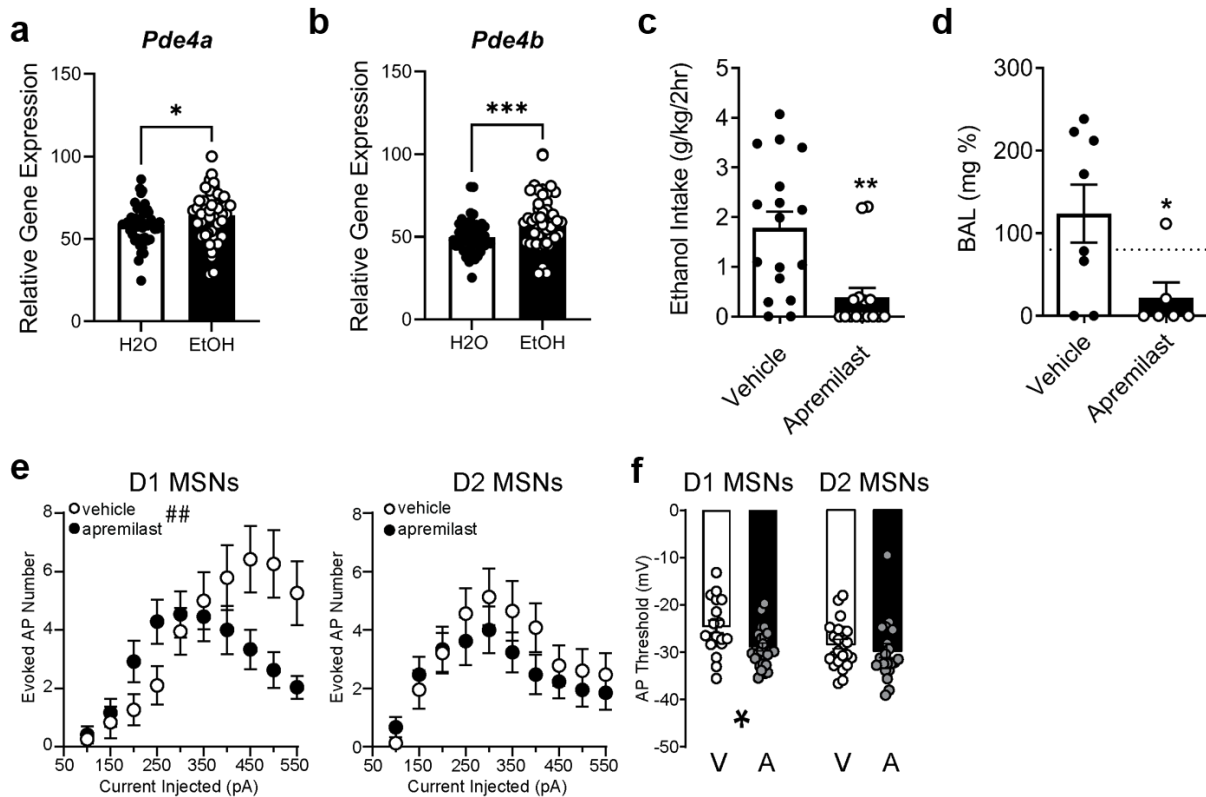 a
Pde4a
Relative Gene Expression
150
100
50
0
*
H2O EtOH
b
Pde4b
Relative Gene Expression
150
100
50
0
***
H2O EtOH
c
Ethanol Intake (g/kg/2hr)
5
4
3
2
1
0
**
Vehicle
Apremilast
d
BAL (mg %)
300
200
100
0
*
Vehicle
Apremilast
e
D1 MSNs
vehicle
apremilast
##
Evoked AP Number
8
6
4
2
0
50 150 250 350 450 550
Current Injected (pA)
D2 MSNs
vehicle
apremilast
Evoked AP Number
8
6
4
2
0
50 150 250 350 450 550
Current Injected (pA)
f
D1 MSNs D2 MSNs
AP Threshold (mV)
0
-10
-20
-30
-40
-50
*
V A V A